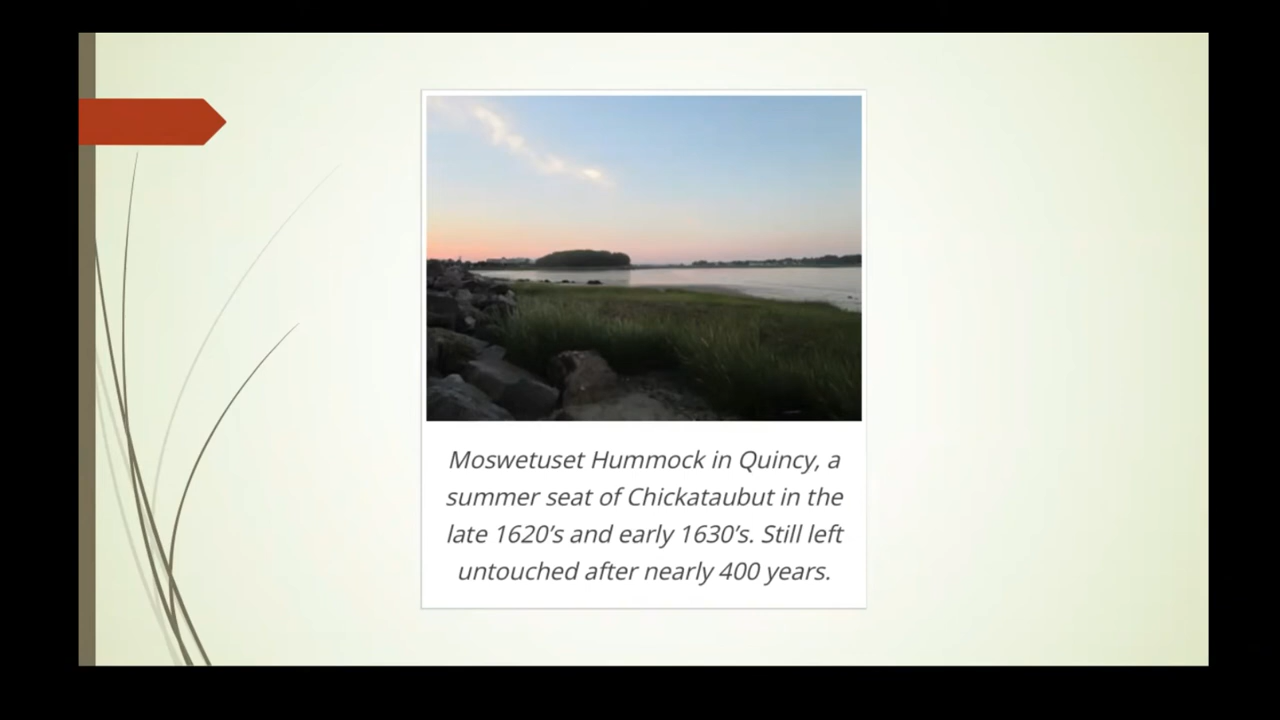 Moswetuset Hummock in Quincy, a
summer seat of Chickataubut in the
late 1620’s and early 1630’s. Still left
untouched after nearly 400 years.